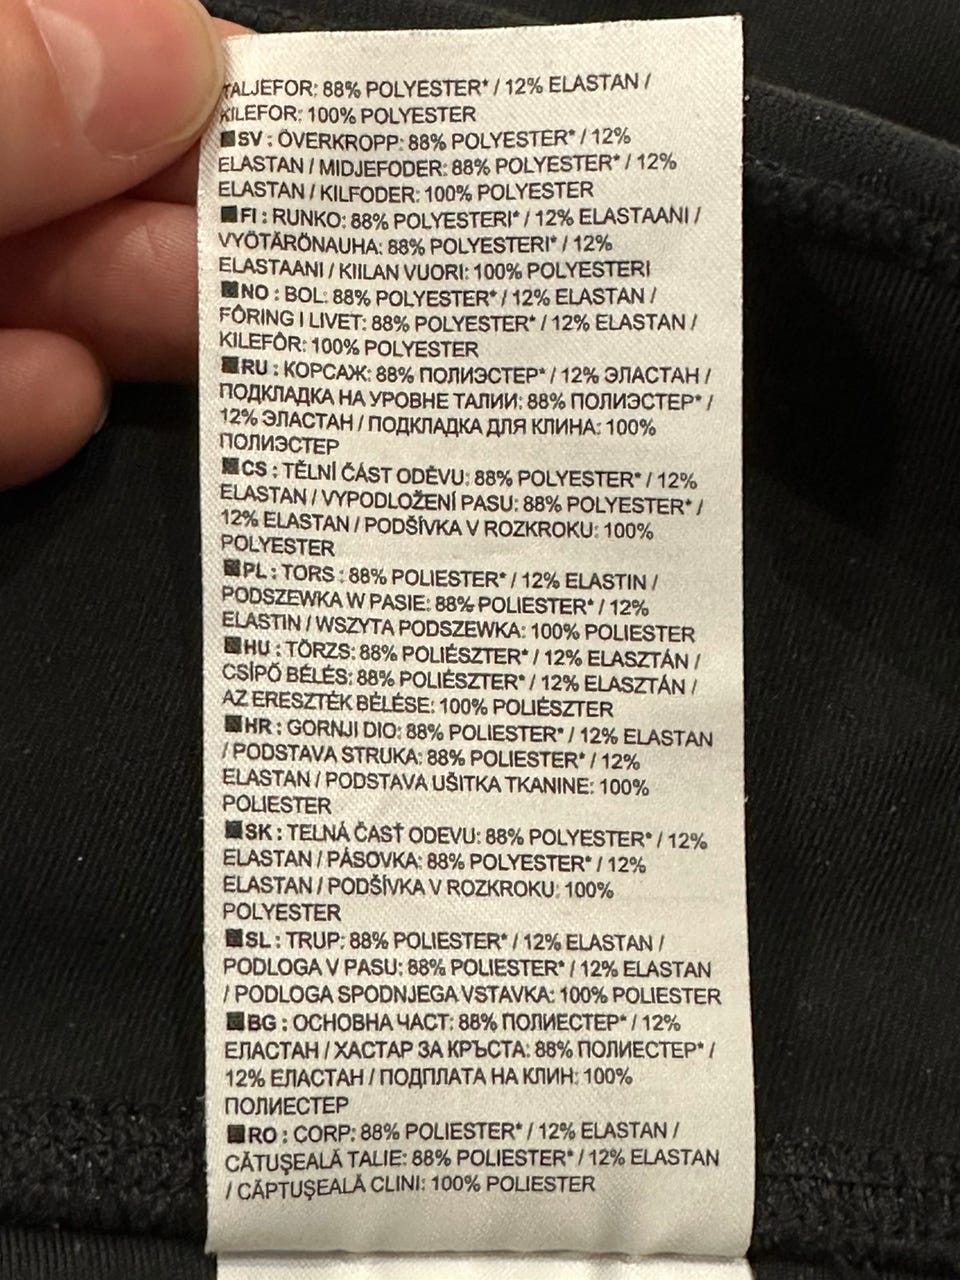 TALJEFOR: 88% POLYESTER* / 12% ELASTAN /
KILEFOR: 100% POLYESTER
■SV : ÖVERKROPP: 88% POLYESTER* / 12%
ELASTAN / MIDJEFODER: 88% POLYESTER* / 12%
ELASTAN / KILFODER: 100% POLYESTER
■FI : RUNKO: 88% POLYESTERI* / 12% ELASTAANI /
VYÖTÄRÖNAUHA: 88% POLYESTERI* / 12%
ELASTAANI / KIILAN VUORI: 100% POLYESTERI
■NO : BOL: 88% POLYESTER* / 12% ELASTAN /
FÔRING I LIVET: 88% POLYESTER* / 12% ELASTAN /
KILEFÔR: 100% POLYESTER
■RU : КОРСАЖ: 88% ПОЛИЭСТЕР* / 12% ЭЛАСТАН /
ПОДКЛАДКА НА УРОВНЕ ТАЛИИ: 88% ПОЛИЭСТЕР* /
12% ЭЛАСТАН / ПОДКЛАДКА ДЛЯ КЛИНА: 100%
ПОЛИЭСТЕР
■CS : TĚLNÍ ČÁST ODĚVU: 88% POLYESTER* / 12%
ELASTAN / VYPODLOŽENÍ PASU: 88% POLYESTER* /
12% ELASTAN / PODŠÍVKA V ROZKROKU: 100%
POLYESTER
■PL : TORS : 88% POLIESTER* / 12% ELASTIN /
PODSZEWKA W PASIE: 88% POLIESTER* / 12%
ELASTIN / WSZYTA PODSZEWKA: 100% POLIESTER
■HU : TÖRZS: 88% POLIÉSZTER* / 12% ELASZTÁN /
CSÍPŐ BÉLÉS: 88% POLIÉSZTER* / 12% ELASZTÁN /
AZ ERESZTÉK BÉLÉSE: 100% POLIÉSZTER
■HR : GORNJI DIO: 88% POLIESTER* / 12% ELASTAN
/ PODSTAVA STRUKA: 88% POLIESTER* / 12%
ELASTAN / PODSTAVA UŠITKA TKANINE: 100%
POLIESTER
■SK : TELNÁ ČASŤ ODEVU: 88% POLYESTER* / 12%
ELASTAN / PÁSOVKA: 88% POLYESTER* / 12%
ELASTAN / PODŠÍVKA V ROZKROKU: 100%
POLYESTER
■SL : TRUP: 88% POLIESTER* / 12% ELASTAN /
PODLOGA V PASU: 88% POLIESTER* / 12% ELASTAN
/ PODLOGA SPODNJEGA VSTAVKA: 100% POLIESTER
■BG : ОСНОВНА ЧАСТ: 88% ПОЛИЕСТЕР* / 12%
ЕЛАСТАН / ХАСТАР ЗА КРЪСТА: 88% ПОЛИЕСТЕР* /
12% ЕЛАСТАН / ПОДПЛАТА НА КЛИН: 100%
ПОЛИЕСТЕР
■RO : CORP: 88% POLIESTER* / 12% ELASTAN /
CĂTUŞEALĂ TALIE: 88% POLIESTER* / 12% ELASTAN
/ CĂPTUŞEALĂ CLINI: 100% POLIESTER